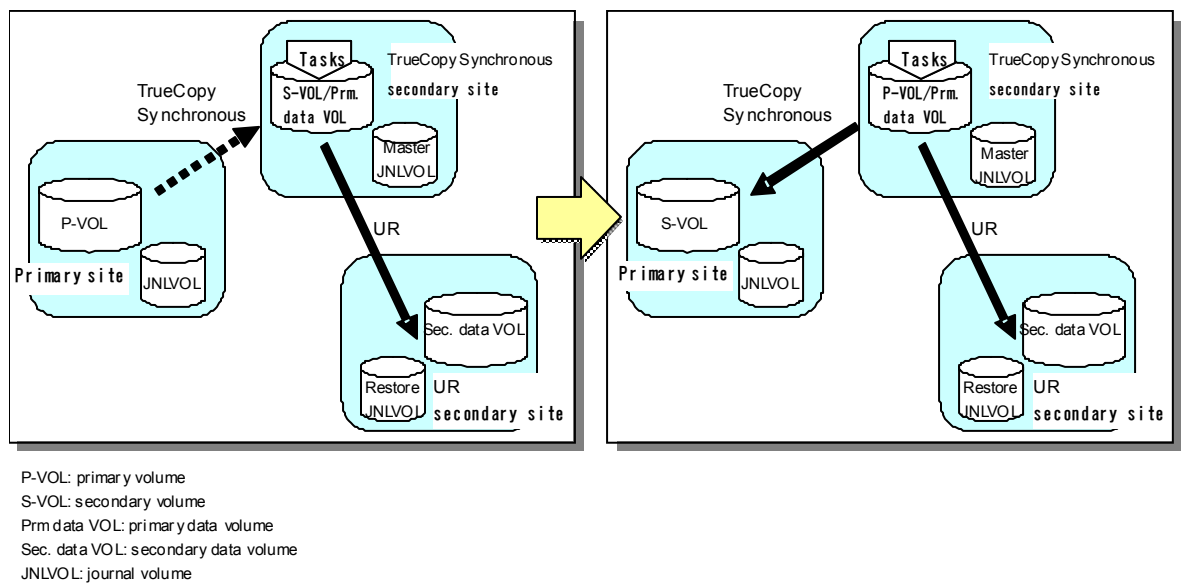 Tasks
TrueCopy Synchronous
secondary site
TrueCopy
Synchronous
S-VOL/Prm.
data VOL
Master
JNLVOL
P-VOL
UR
Primary site
JNLVOL
Sec. data VOL
Restore
JNLVOL
UR
secondary site
Tasks
TrueCopy Synchronous
secondary site
TrueCopy
Synchronous
P-VOL/Prm.
data VOL
Master
JNLVOL
S-VOL
UR
Primary site
JNLVOL
Sec. data VOL
Restore
JNLVOL
UR
secondary site
P-VOL: primary volume
S-VOL: secondary volume
Prm data VOL: primary data volume
Sec. data VOL: secondary data volume
JNLVOL: journal volume